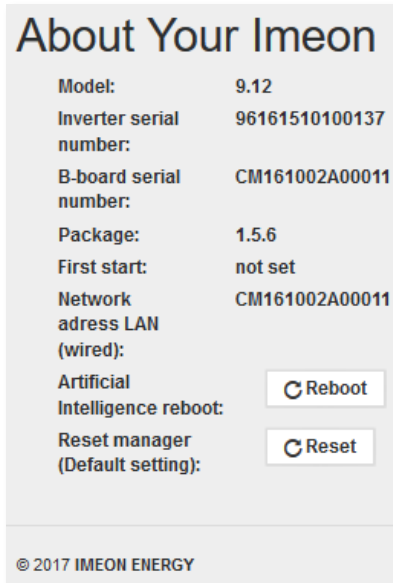 About Your Imeon
Model: 9.12
Inverter serial 96161510100137
number:
B-board serial CM161002A00011
number:
Package: 1.5.6
First start: not set
Network CM161002A00011
adress LAN
(wired):
Artificial
Intelligence reboot: Reboot
Reset manager
(Default setting): Reset
© 2017 IMEON ENERGY